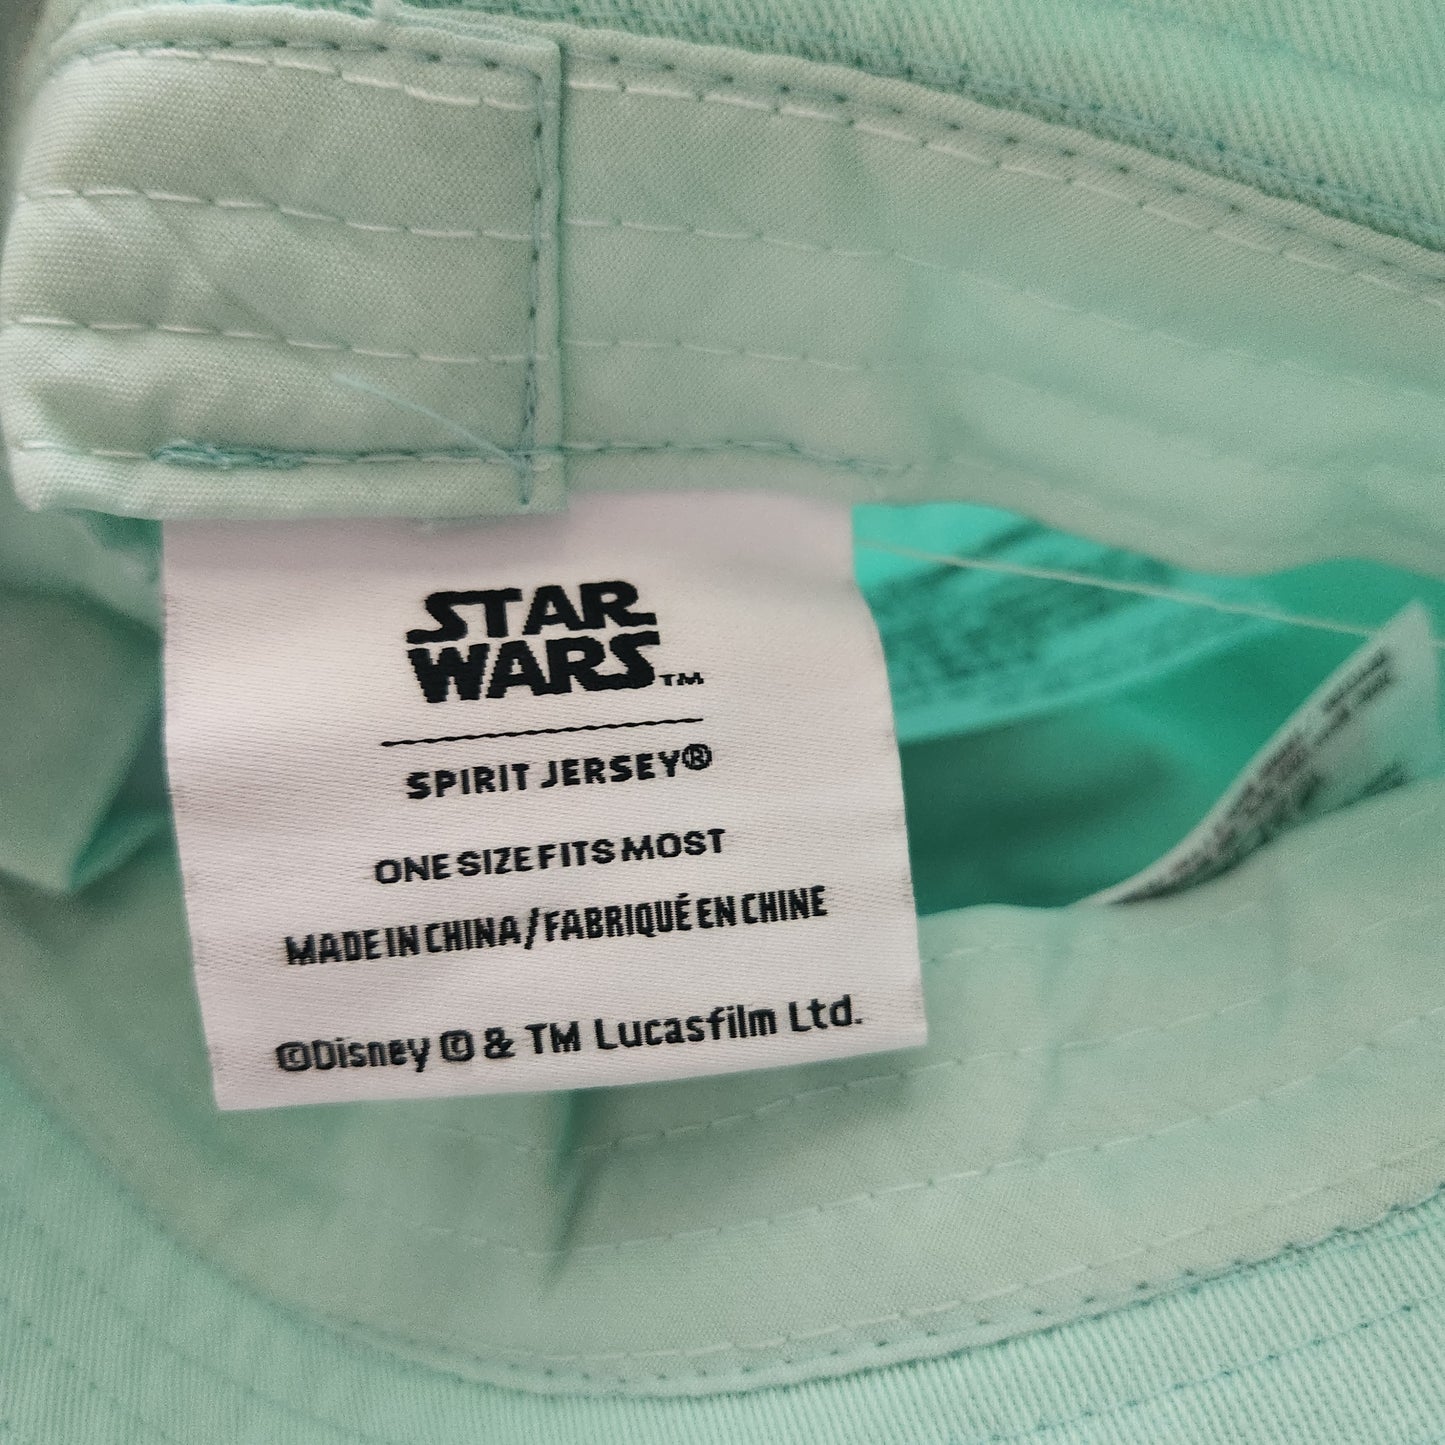 STAR
WARS™
SPIRIT JERSEY®
ONE SIZE FITS MOST
MADE IN CHINA/FABRIQUÉ EN CHINE
©Disney © & TM Lucasfilm Ltd.